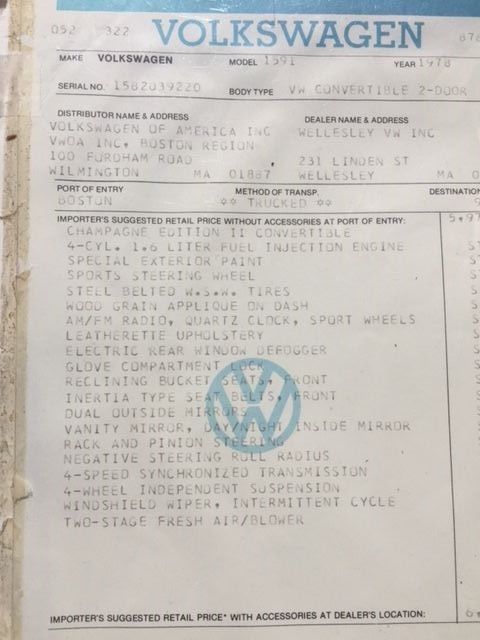 052 322 VOLKSWAGEN 878
MAKE VOLKSWAGEN MODEL 1591 YEAR 1978
SERIAL NO. 1582039220 BODY TYPE VW CONVERTIBLE 2-DOOR
DISTRIBUTOR NAME & ADDRESS DEALER NAME & ADDRESS
VOLKSWAGEN OF AMERICA INC WELLESLEY VW INC
VWOA INC. BOSTON REGION
100 FORDHAM ROAD 231 LINDEN ST
WILMINGTON MA 01887 WELLESLEY MA 0
PORT OF ENTRY METHOD OF TRANSP. DESTINATION
BOSTON ** TRUCKED ** 9
IMPORTER'S SUGGESTED RETAIL PRICE WITHOUT ACCESSORIES AT PORT OF ENTRY: 5,97
CHAMPAGNE EDITION II CONVERTIBLE
4-CYL. 1.6 LITER FUEL INJECTION ENGINE ST
SPECIAL EXTERIOR PAINT
SPORTS STEERING WHEEL
STEEL BELTED W.S.W. TIRES
WOOD GRAIN APPLIQUE ON DASH
AM/FM RADIO, QUARTZ CLOCK, SPORT WHEELS
LEATHERETTE UPHOLSTERY
ELECTRIC REAR WINDOW DEFOGGER
GLOVE COMPARTMENT LOCK
RECLINING BUCKET SEATS, FRONT
INERTIA TYPE SEAT BELTS, FRONT
DUAL OUTSIDE MIRRORS
VANITY MIRROR, DAY/NIGHT INSIDE MIRROR
RACK AND PINION STEERING
NEGATIVE STEERING ROLL RADIUS
4-SPEED SYNCHRONIZED TRANSMISSION
4-WHEEL INDEPENDENT SUSPENSION
WINDSHIELD WIPER, INTERMITTENT CYCLE
TWO-STAGE FRESH AIR/BLOWER
IMPORTER'S SUGGESTED RETAIL PRICE* WITH ACCESSORIES AT DEALER'S LOCATION: